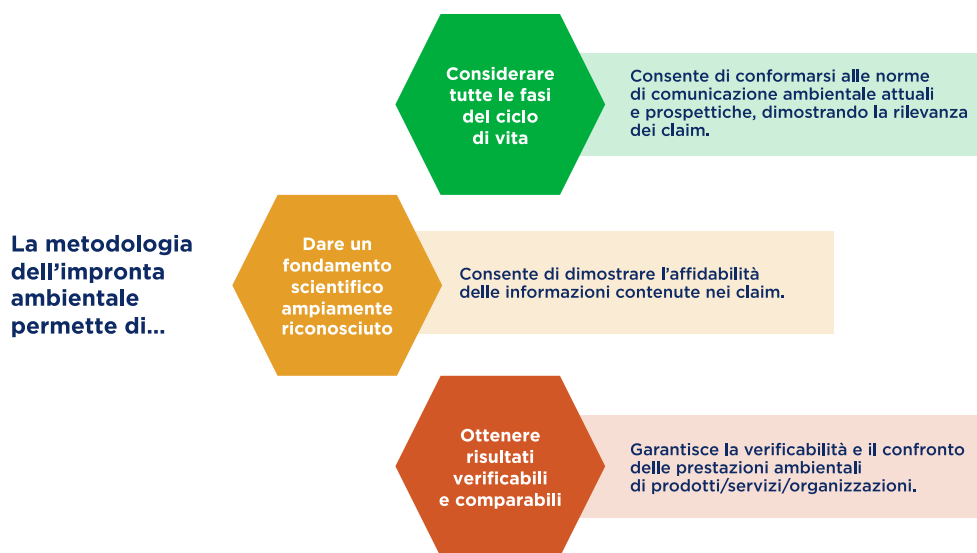 La metodologia
dell'impronta
ambientale
permette di...
Considerare
tutte le fasi
del ciclo
di vita
Consente di conformarsi alle norme
di comunicazione ambientale attuali
e prospettiche, dimostrando la rilevanza
dei claim.
Dare un
fondamento
scientifico
ampiamente
riconosciuto
Consente di dimostrare l'affidabilità
delle informazioni contenute nei claim.
Ottenere
risultati
verificabili
e comparabili
Garantisce la verificabilità e il confronto
delle prestazioni ambientali
di prodotti/servizi/organizzazioni.